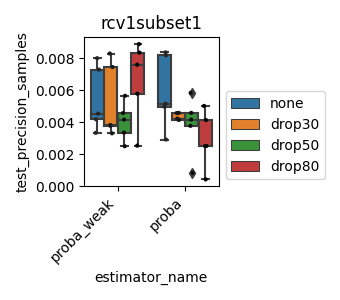 rcv1subset1
test_precision_samples
0.008
0.006
0.004
0.002
0.000
proba_weak
proba
estimator_name
none
drop30
drop50
drop80